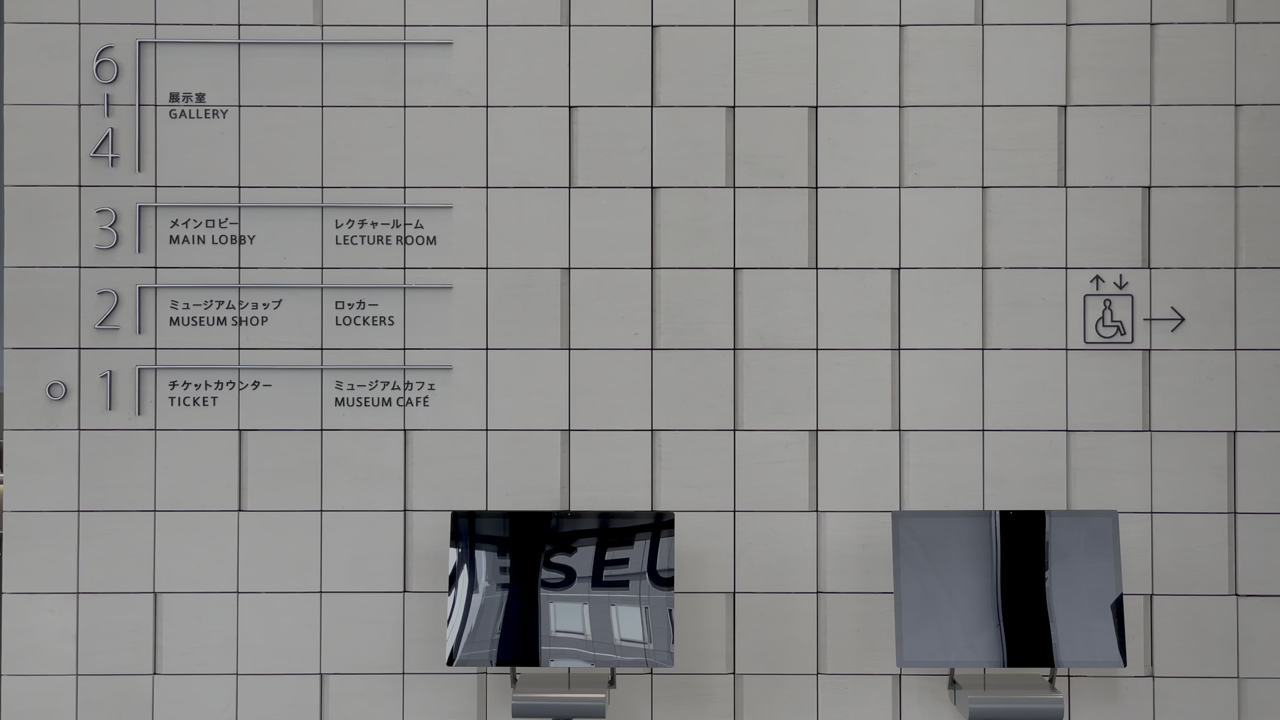 6
|
4
展示室
GALLERY
3
メインロビー
MAIN LOBBY
レクチャールーム
LECTURE ROOM
2
ミュージアムショップ
MUSEUM SHOP
ロッカー
LOCKERS
1
チケットカウンター
TICKET
ミュージアムカフェ
MUSEUM CAFÉ